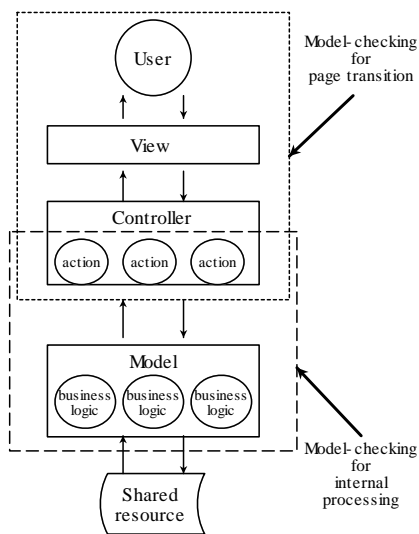 Model-checking
for
page transition
User
View
Controller
action
action
action
Model
business
logic
business
logic
business
logic
Model-checking
for
internal
processing
Shared
resource